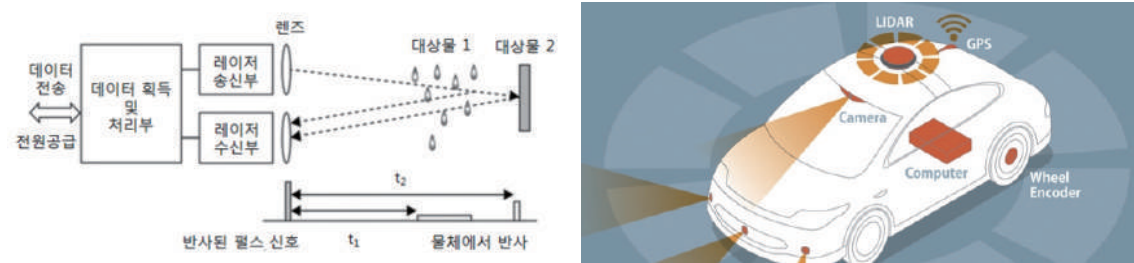 렌즈
대상물 1
대상물 2
데이터
전송
전원공급
데이터 획득
및
처리부
레이저
송신부
레이저
수신부
t2
t1
반사된 펄스 신호
물체에서 반사
LIDAR
GPS
Camera
Computer
Wheel
Encoder